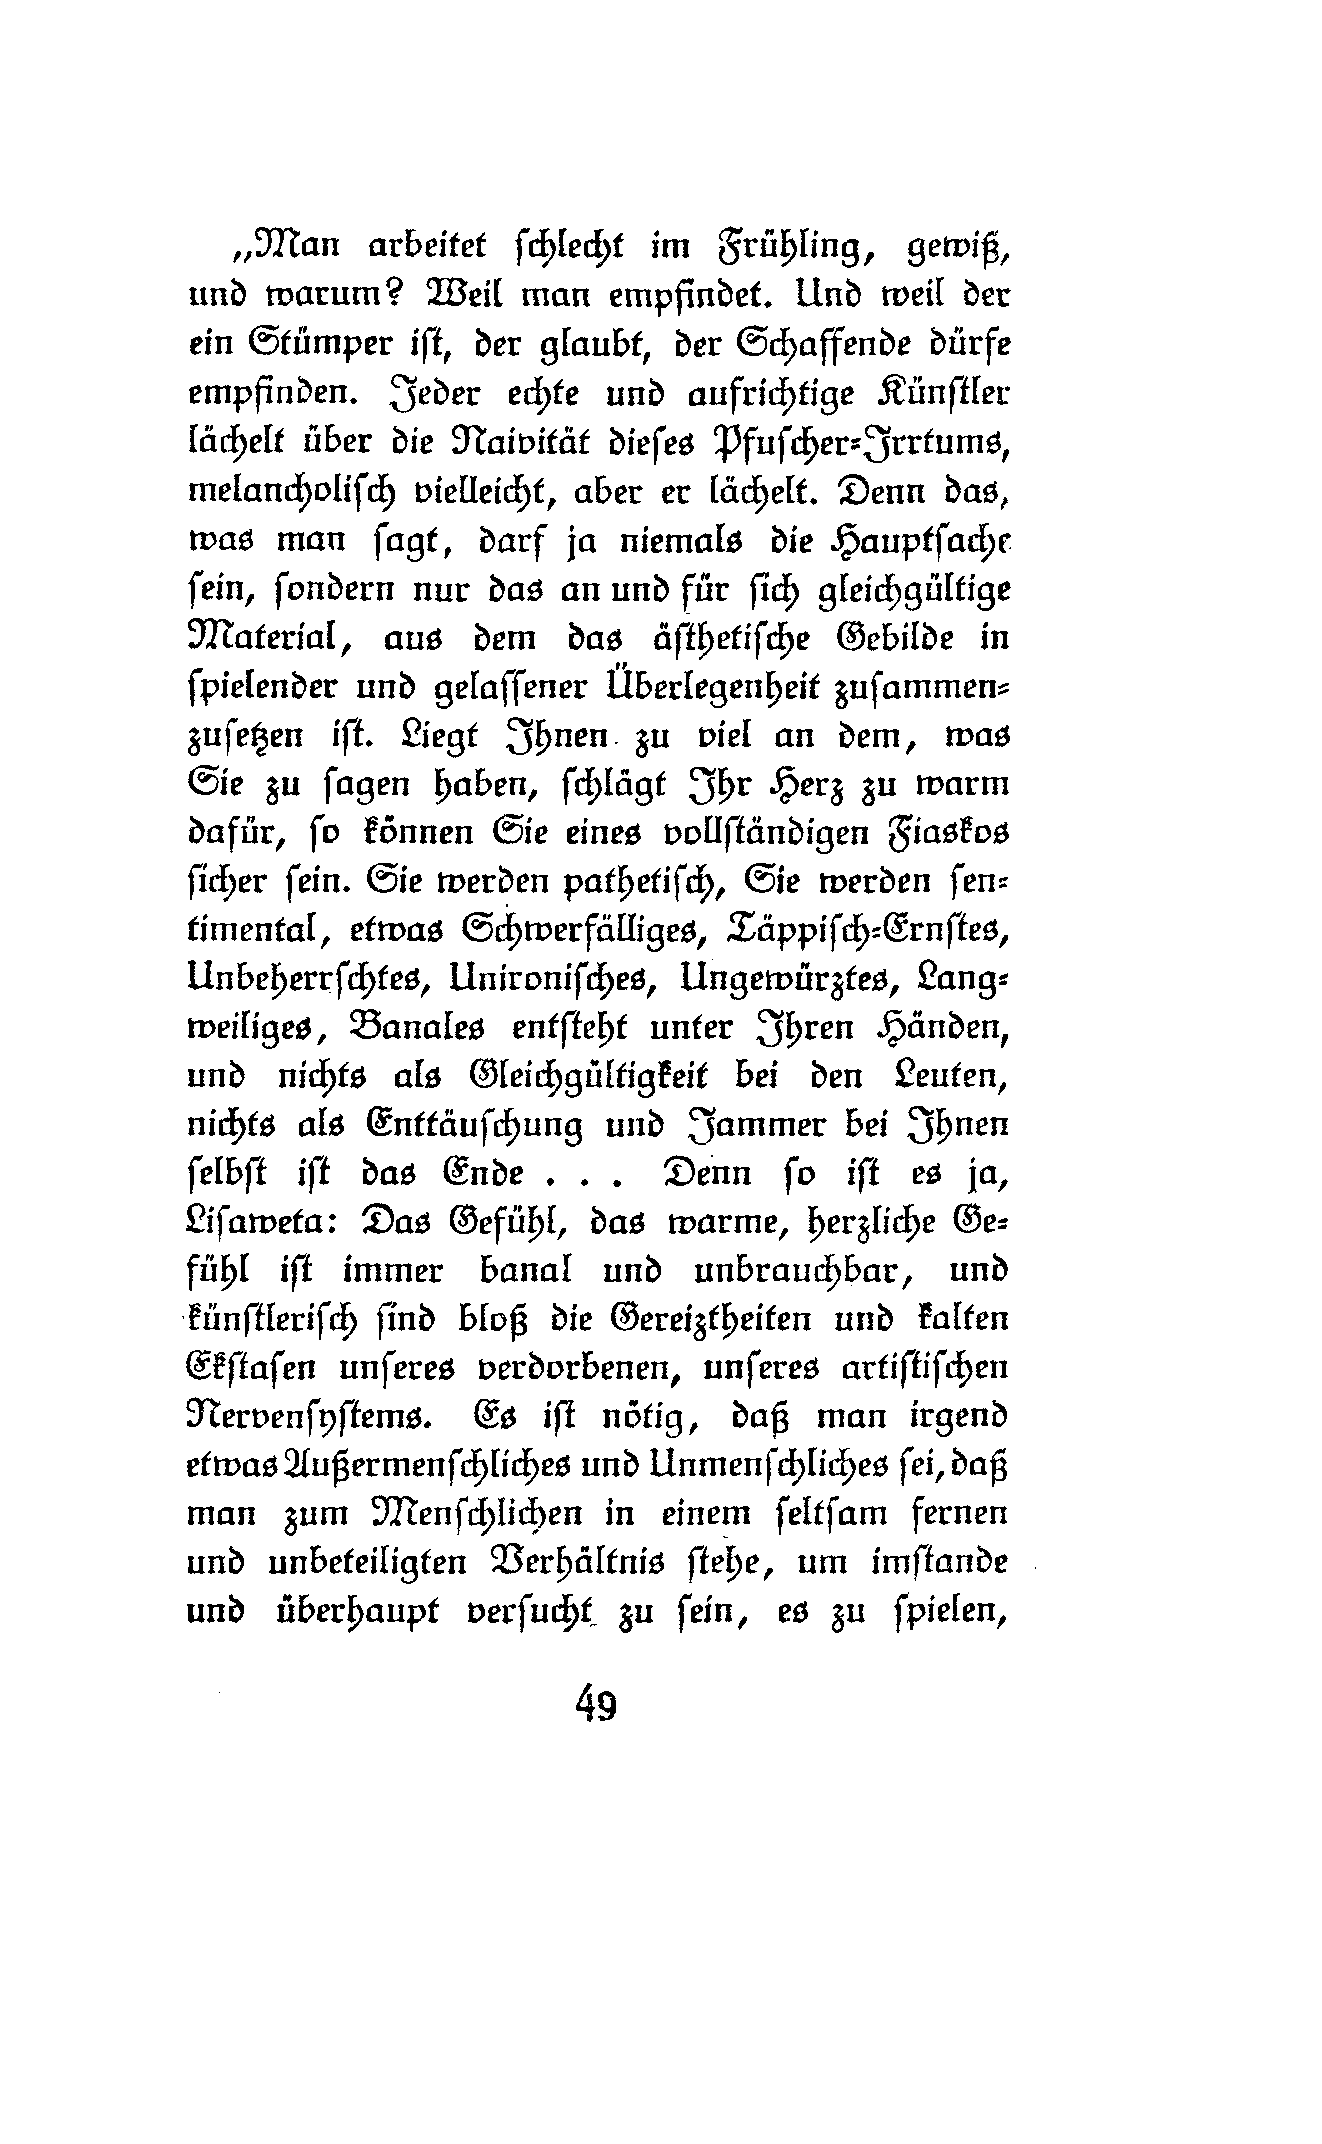 „Man arbeitet schlecht im Frühling, gewiß,
und warum? Weil man empfindet. Und weil der
ein Stümper ist, der glaubt, der Schaffende dürfe
empfinden. Jeder echte und aufrichtige Künstler
lächelt über die Naivität dieses Pfuscher-Irrtums,
melancholisch vielleicht, aber er lächelt. Denn das,
was man sagt, darf ja niemals die Hauptsache
sein, sondern nur das an und für sich gleichgültige
Material, aus dem das ästhetische Gebilde in
spielender und gelassener Überlegenheit zusammen-
zusetzen ist. Liegt Ihnen zu viel an dem, was
Sie zu sagen haben, schlägt Ihr Herz zu warm
dafür, so können Sie eines vollständigen Fiaskos
sicher sein. Sie werden pathetisch, Sie werden sen-
timental, etwas Schwerfälliges, Täppisch-Ernstes,
Unbeherrschtes, Unironisches, Ungewürztes, Lang-
weiliges, Banales entsteht unter Ihren Händen,
und nichts als Gleichgültigkeit bei den Leuten,
nichts als Enttäuschung und Jammer bei Ihnen
selbst ist das Ende . . . Denn so ist es ja,
Lisaweta: Das Gefühl, das warme, herzliche Ge-
fühl ist immer banal und unbrauchbar, und
künstlerisch sind bloß die Gereiztheiten und kalten
Ekstasen unseres verdorbenen, unseres artistischen
Nervensystems. Es ist nötig, daß man irgend
etwas Außermenschliches und Unmenschliches sei, daß
man zum Menschlichen in einem seltsam fernen
und unbeteiligten Verhältnis stehe, um imstande
und überhaupt versucht zu sein, es zu spielen,
49